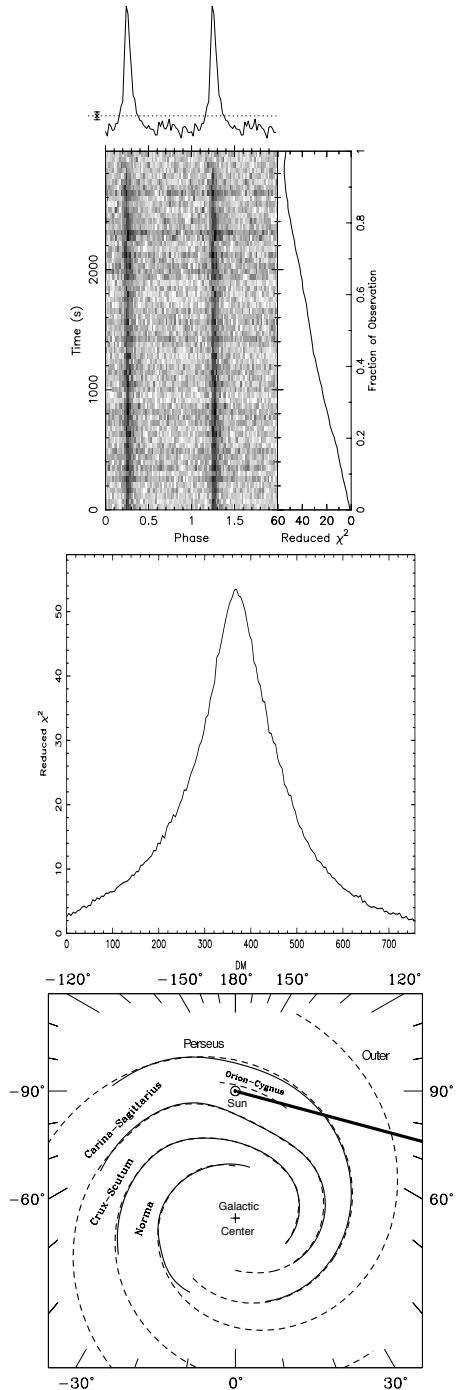 Time (s)
0
1000
2000
0
0.5
1
1.5
Phase
60
40
20
0
Reduced χ²
0
0.2
0.4
0.6
0.8
1
Fraction of Observation
Reduced χ²
0
10
20
30
40
50
0
100
200
300
400
500
600
700
DM
−120°
−150°
180°
150°
120°
Perseus
Outer
Orion−Cygnus
−90°
Sun
90°
Carina−Sagittarius
−60°
Crux−Scutum
Norma
Galactic
Center
60°
−30°
0°
30°